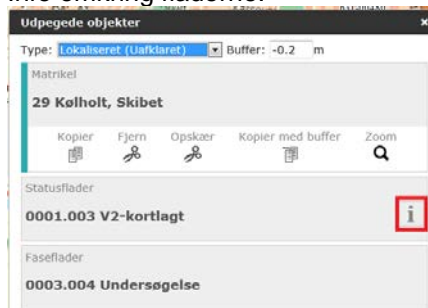 Udpegede objekter x
Type: Lokaliseret (Uafklaret) Buffer: -0.2 m
Matrikel
29 Kølholt, Skibet
Kopier Fjern Opskær Kopier med buffer Zoom
Statusflader
0001.003 V2-kortlagt i
Faseflader
0003.004 Undersøgelse